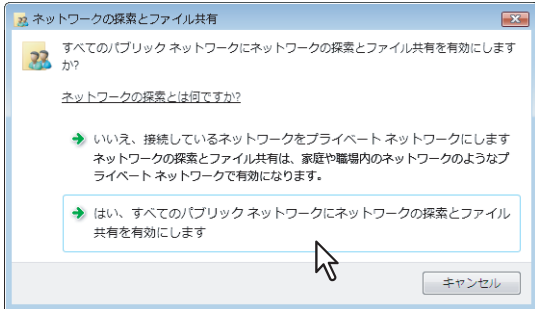 ネットワークの探索とファイル共有
すべてのパブリック ネットワークにネットワークの探索とファイル共有を有効にします
か?
ネットワークの探索とは何ですか?
いいえ、接続しているネットワークをプライベート ネットワークにします
ネットワークの探索とファイル共有は、家庭や職場内のネットワークのようなプ
ライベート ネットワークで有効になります。
はい、すべてのパブリック ネットワークにネットワークの探索とファイル
共有を有効にします
キャンセル